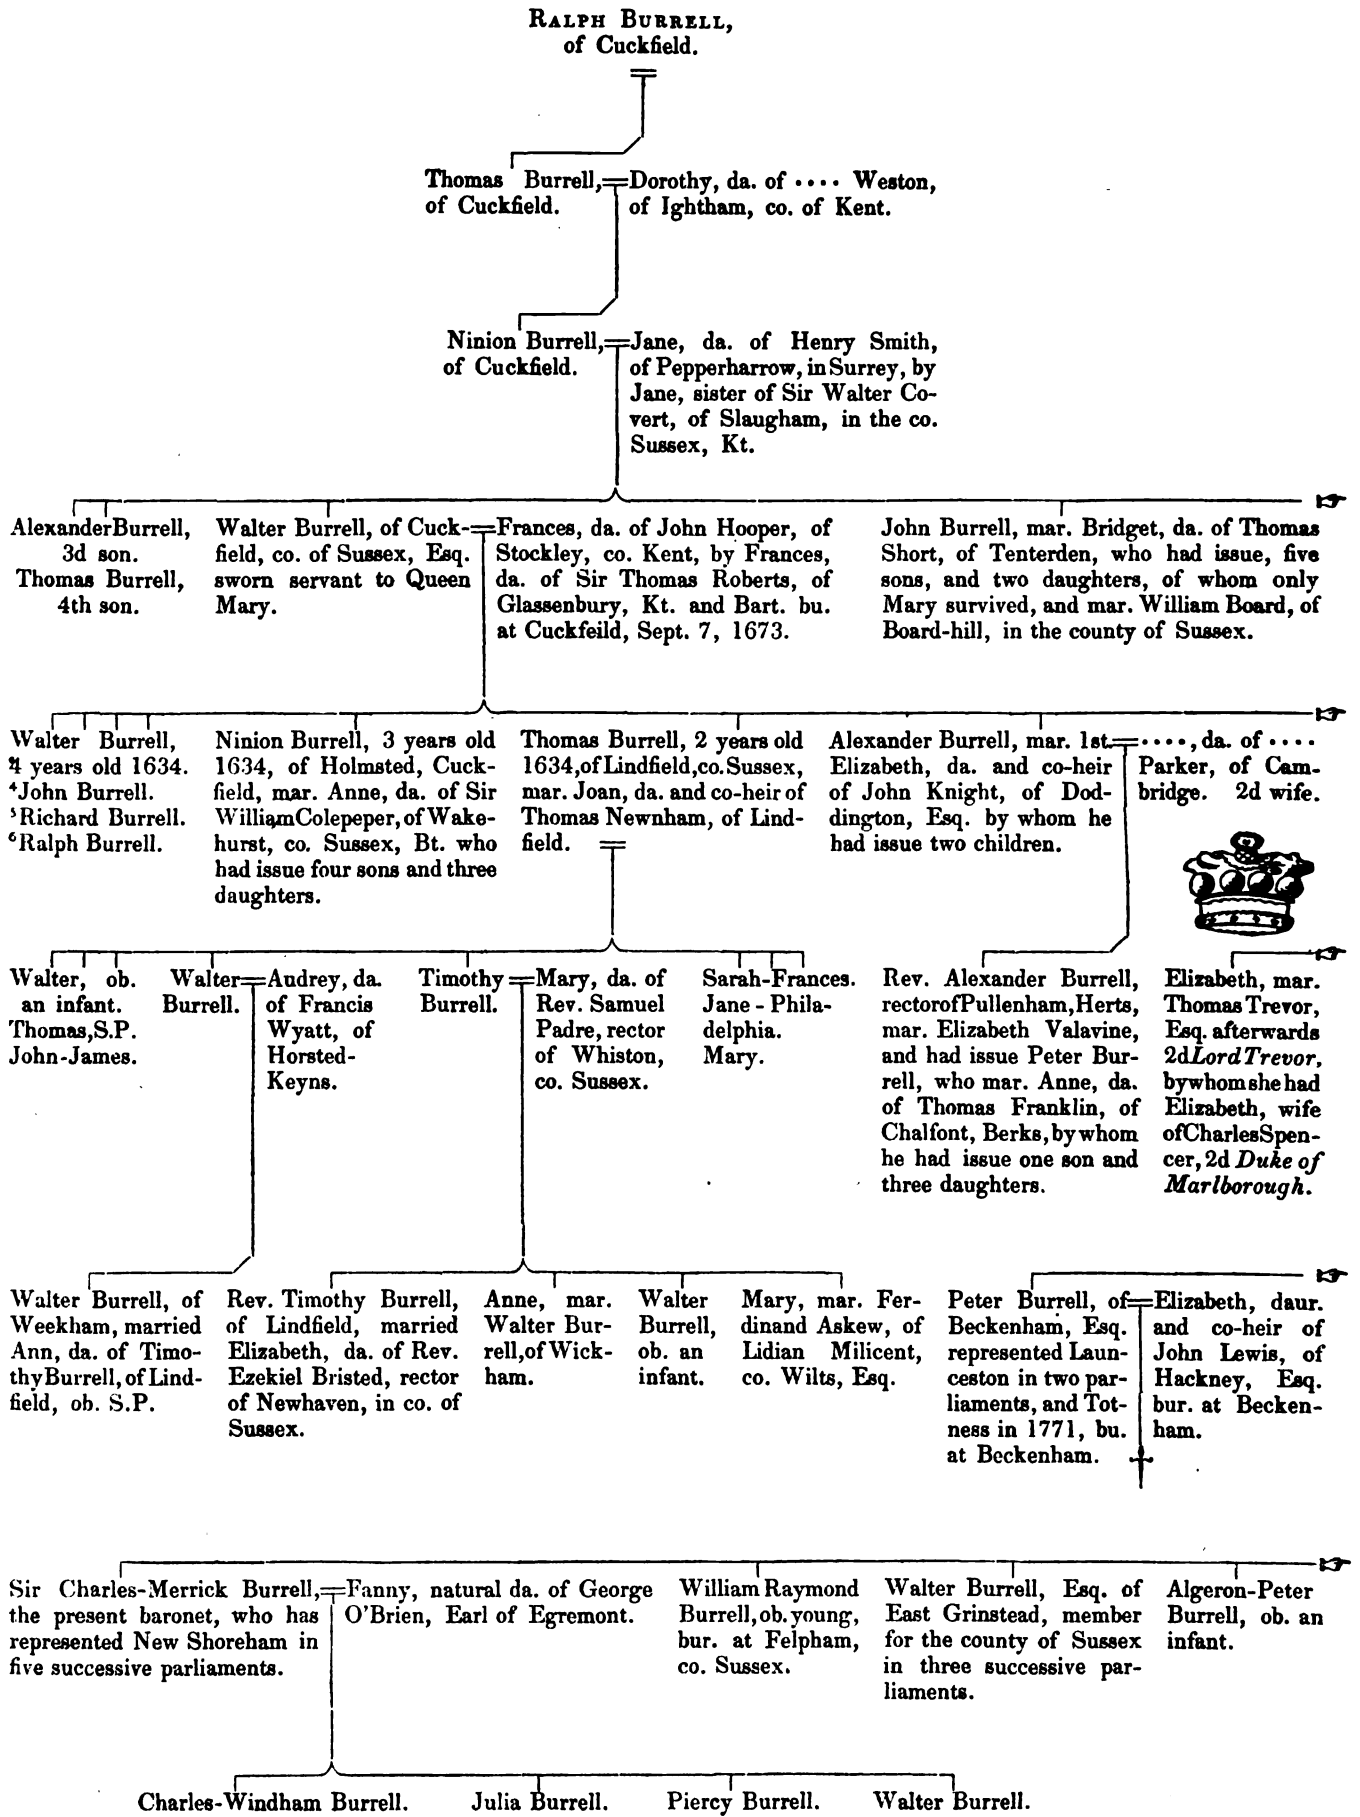 RALPH BURRELL,
of Cuckfield.
Thomas Burrell,
of Cuckfield.
Dorothy, da. of .... Weston,
of Ightham, co. of Kent.
Ninion Burrell,
of Cuckfield.
Jane, da. of Henry Smith,
of Pepperharrow, in Surrey, by
Jane, sister of Sir Walter Co-
vert, of Slaugham, in the co.
Sussex, Kt.
Alexander Burrell,
3d son.
Thomas Burrell,
4th son.
Walter Burrell, of Cuck-
field, co. of Sussex, Esq.
sworn servant to Queen
Mary.
Frances, da. of John Hooper, of
Stockley, co. Kent, by Frances,
da. of Sir Thomas Roberts, of
Glassenbury, Kt. and Bart. bu.
at Cuckfeild, Sept. 7, 1673.
John Burrell, mar. Bridget, da. of Thomas
Short, of Tenterden, who had issue, five
sons, and two daughters, of whom only
Mary survived, and mar. William Board, of
Board-hill, in the county of Sussex.
Walter Burrell,
4 years old 1634.
⁴John Burrell.
⁵Richard Burrell.
⁶Ralph Burrell.
Ninion Burrell, 3 years old
1634, of Holmsted, Cuck-
field, mar. Anne, da. of Sir
William Colepeper, of Wake-
hurst, co. Sussex, Bt. who
had issue four sons and three
daughters.
Thomas Burrell, 2 years old
1634, of Lindfield, co. Sussex,
mar. Joan, da. and co-heir of
Thomas Newnham, of Lind-
field.
Alexander Burrell, mar. 1st.
Elizabeth, da. and co-heir
of John Knight, of Dod-
dington, Esq. by whom he
had issue two children.
...., da. of ....
Parker, of Cam-
bridge. 2d wife.
Walter, ob.
an infant.
Thomas, S.P.
John-James.
Walter
Burrell.
Audrey, da.
of Francis
Wyatt, of
Horsted-
Keyns.
Timothy
Burrell.
Mary, da. of
Rev. Samuel
Padre, rector
of Whiston,
co. Sussex.
Sarah-Frances.
Jane-Phila-
delphia.
Mary.
Rev. Alexander Burrell,
rector of Pullenham, Herts,
mar. Elizabeth Valavine,
and had issue Peter Bur-
rell, who mar. Anne, da.
of Thomas Franklin, of
Chalfont, Berks, by whom
he had issue one son and
three daughters.
Elizabeth, mar.
Thomas Trevor,
Esq. afterwards
2d Lord Trevor,
by whom she had
Elizabeth, wife
of Charles Spen-
cer, 2d Duke of
Marlborough.
Walter Burrell, of
Weekham, married
Ann, da. of Timo-
thy Burrell, of Lind-
field, ob. S.P.
Rev. Timothy Burrell,
of Lindfield, married
Elizabeth, da. of Rev.
Ezekiel Bristed, rector
of Newhaven, in co. of
Sussex.
Anne, mar.
Walter Bur-
rell, of Wick-
ham.
Walter
Burrell,
ob. an
infant.
Mary, mar. Fer-
dinand Askew, of
Lidian Milicent,
co. Wilts, Esq.
Peter Burrell, of
Beckenham, Esq.
represented Laun-
ceston in two par-
liaments, and Tot-
ness in 1771, bu.
at Beckenham.
Elizabeth, daur.
and co-heir of
John Lewis, of
Hackney, Esq.
bur. at Becken-
ham.
Sir Charles-Merrick Burrell,
the present baronet, who has
represented New Shoreham in
five successive parliaments.
Fanny, natural da. of George
O'Brien, Earl of Egremont.
William Raymond
Burrell, ob. young,
bur. at Felpham,
co. Sussex.
Walter Burrell, Esq. of
East Grinstead, member
for the county of Sussex
in three successive par-
liaments.
Algeron-Peter
Burrell, ob. an
infant.
Charles-Windham Burrell.
Julia Burrell.
Piercy Burrell.
Walter Burrell.